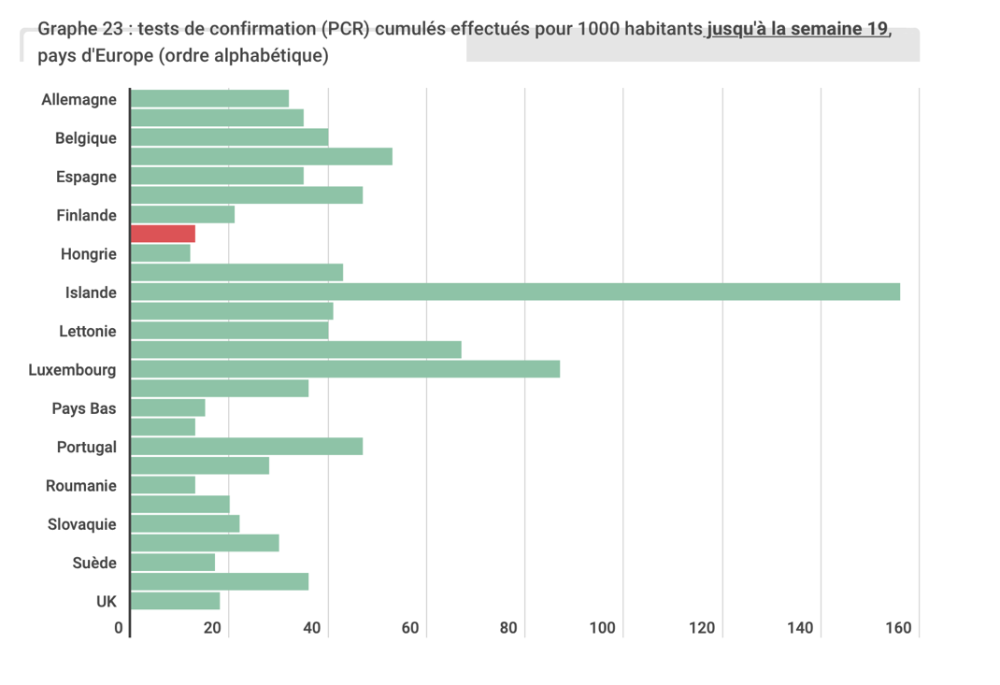 Graphe 23 : tests de confirmation (PCR) cumulés effectués pour 1000 habitants jusqu'à la semaine 19,
pays d'Europe (ordre alphabétique)
Allemagne
Belgique
Espagne
Finlande
Hongrie
Islande
Lettonie
Luxembourg
Pays Bas
Portugal
Roumanie
Slovaquie
Suède
UK
0 20 40 60 80 100 120 140 160